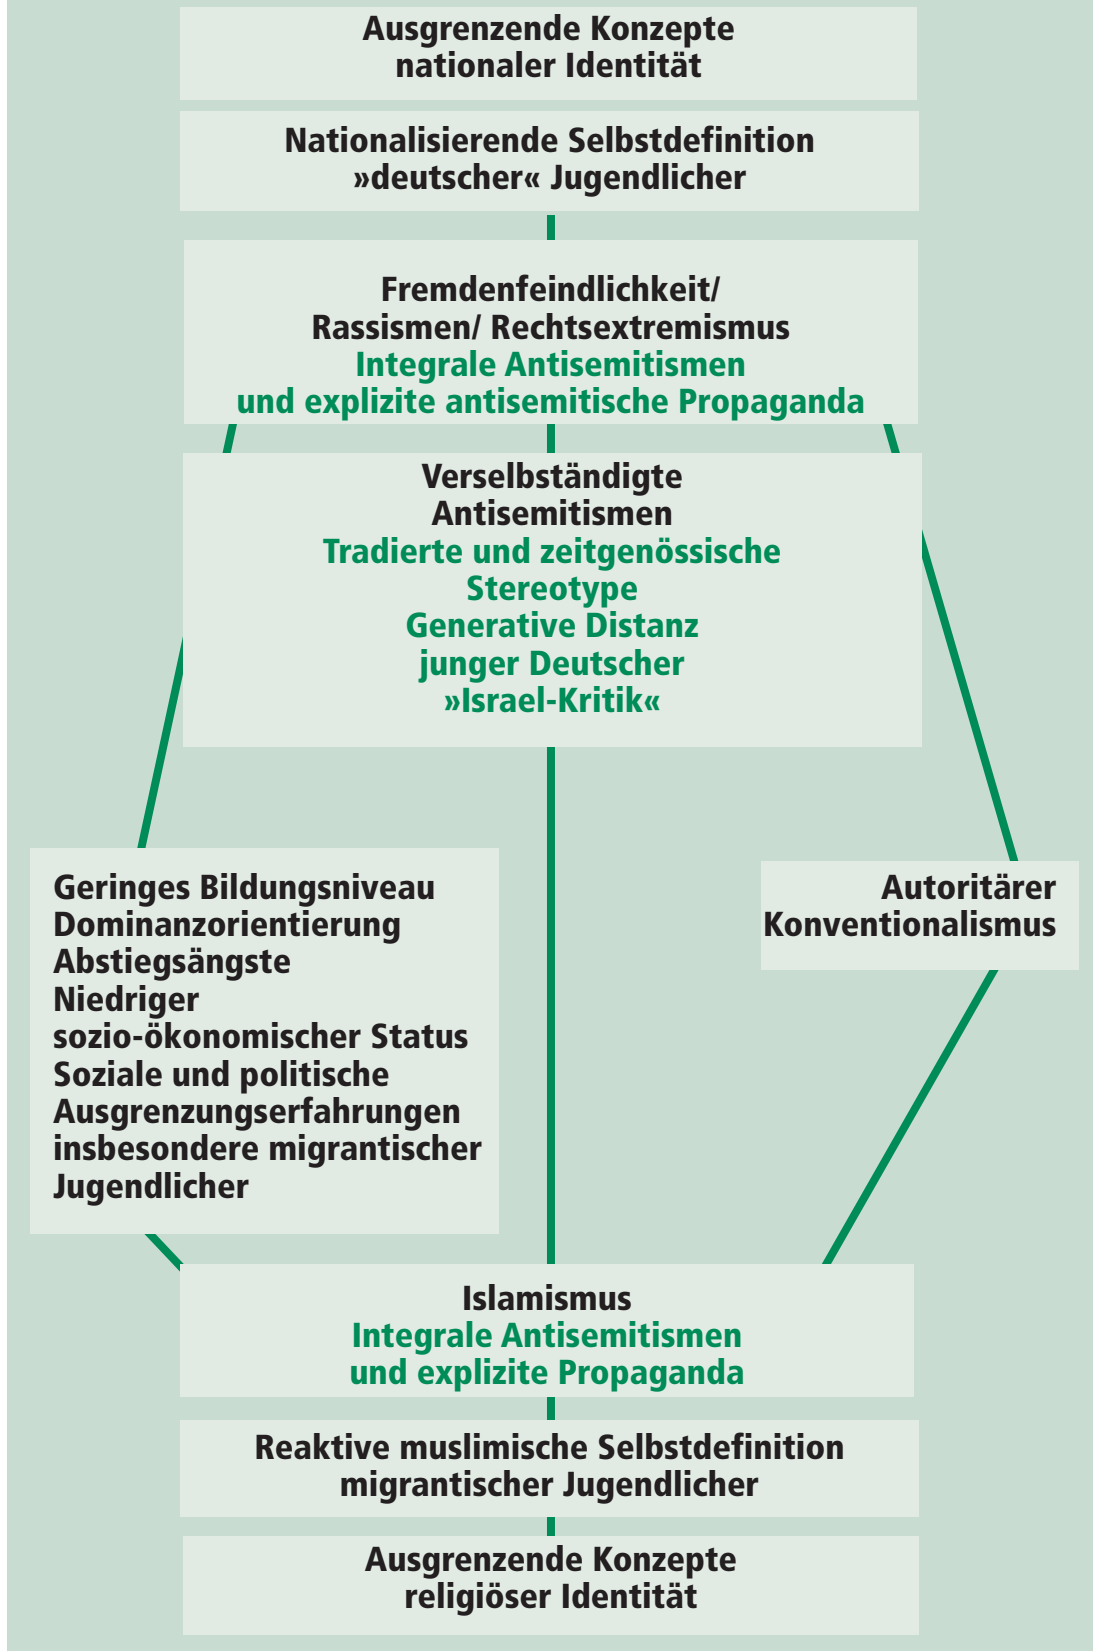 Ausgrenzende Konzepte
nationaler Identität
Nationalisierende Selbstdefinition
»deutscher« Jugendlicher
Fremdenfeindlichkeit/
Rassismen/ Rechtsextremismus
Integrale Antisemitismen
und explizite antisemitische Propaganda
Verselbständigte
Antisemitismen
Tradierte und zeitgenössische
Stereotype
Generative Distanz
junger Deutscher
»Israel-Kritik«
Geringes Bildungsniveau
Dominanzorientierung
Abstiegsängste
Niedriger
sozio-ökonomischer Status
Soziale und politische
Ausgrenzungserfahrungen
insbesondere migrantischer
Jugendlicher
Autoritärer
Konventionalismus
Islamismus
Integrale Antisemitismen
und explizite Propaganda
Reaktive muslimische Selbstdefinition
migrantischer Jugendlicher
Ausgrenzende Konzepte
religiöser Identität